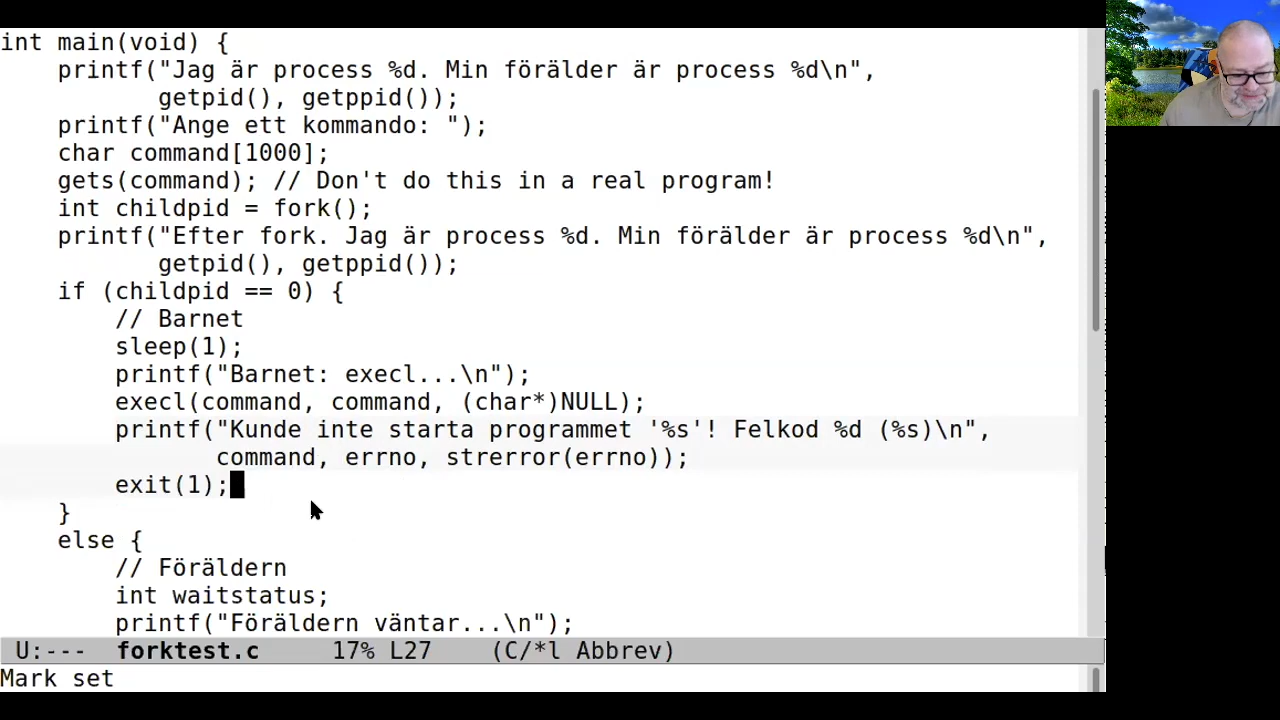 int main(void) {
    printf("Jag är process %d. Min förälder är process %d\n",
           getpid(), getppid());
    printf("Ange ett kommando: ");
    char command[1000];
    gets(command); // Don't do this in a real program!
    int childpid = fork();
    printf("Efter fork. Jag är process %d. Min förälder är process %d\n",
           getpid(), getppid());
    if (childpid == 0) {
        // Barnet
        sleep(1);
        printf("Barnet: execl...\n");
        execl(command, command, (char*)NULL);
        printf("Kunde inte starta programmet '%s'! Felkod %d (%s)\n",
               command, errno, strerror(errno));
        exit(1);
    }
    else {
        // Föräldern
        int waitstatus;
        printf("Föräldern väntar...\n");
U:--- forktest.c 17% L27 (C/*l Abbrev)
Mark set